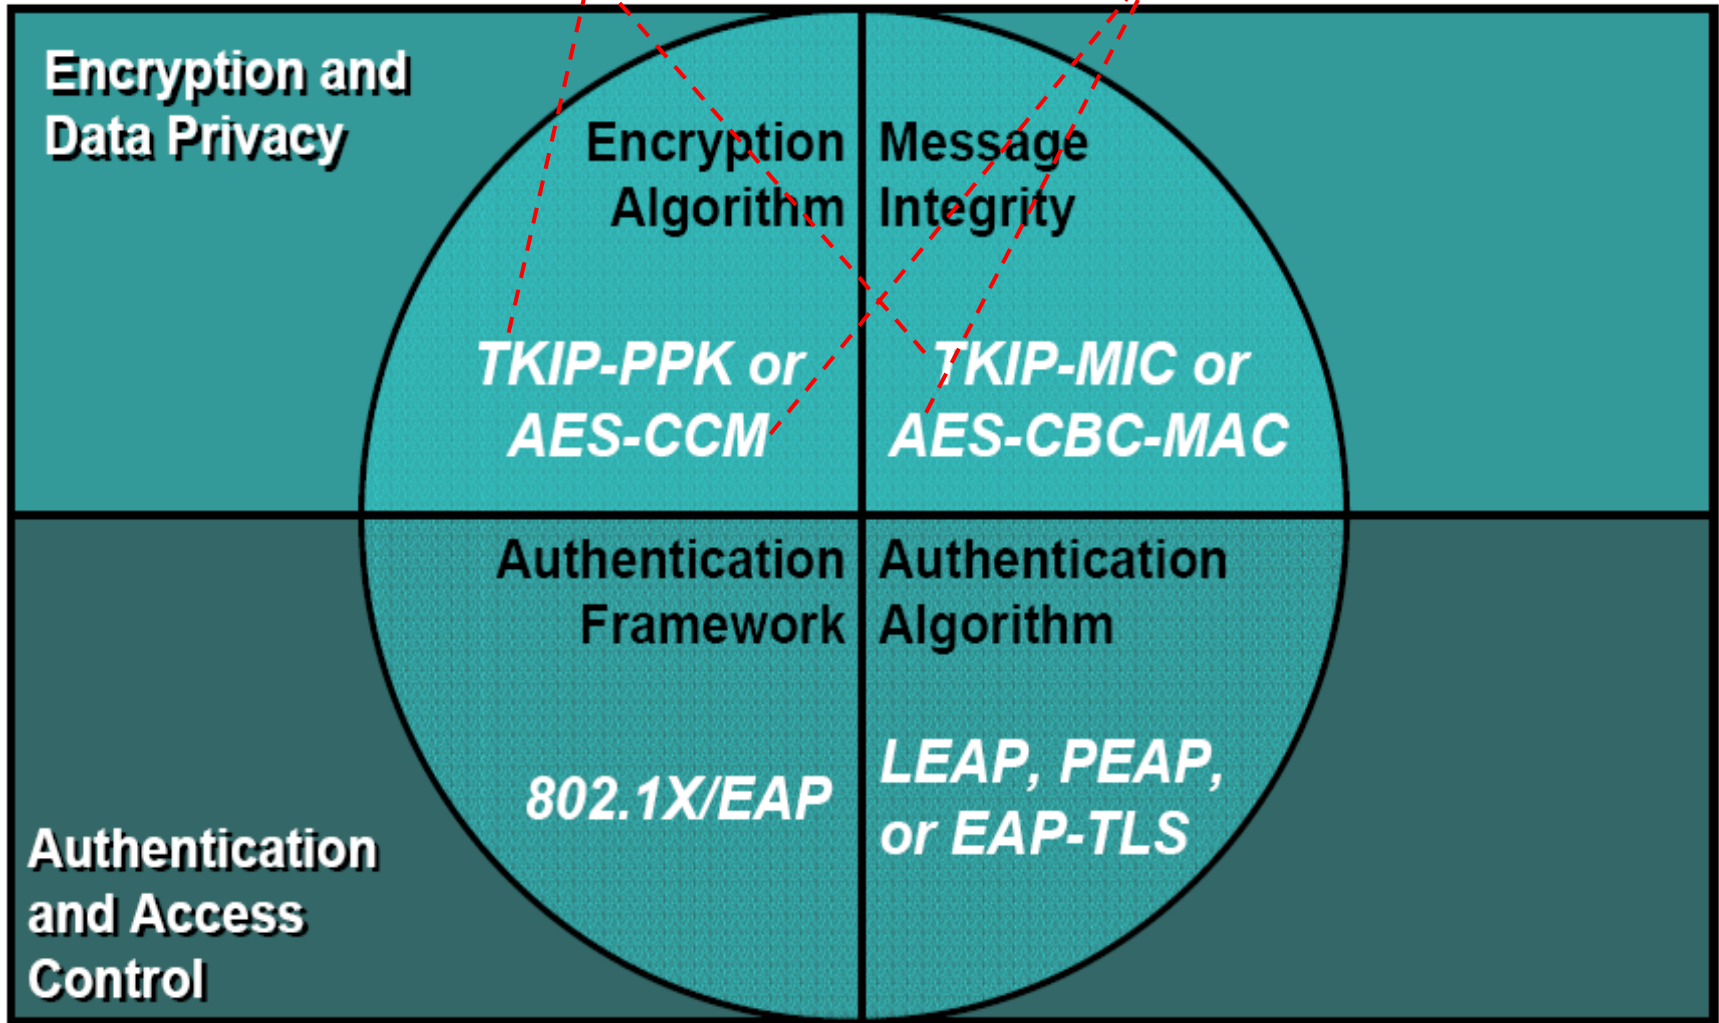 Encryption and
Data Privacy
Encryption
Algorithm
TKIP-PPK or
AES-CCM
Message
Integrity
TKIP-MIC or
AES-CBC-MAC
Authentication
and Access
Control
Authentication
Framework
802.1X/EAP
Authentication
Algorithm
LEAP, PEAP,
or EAP-TLS